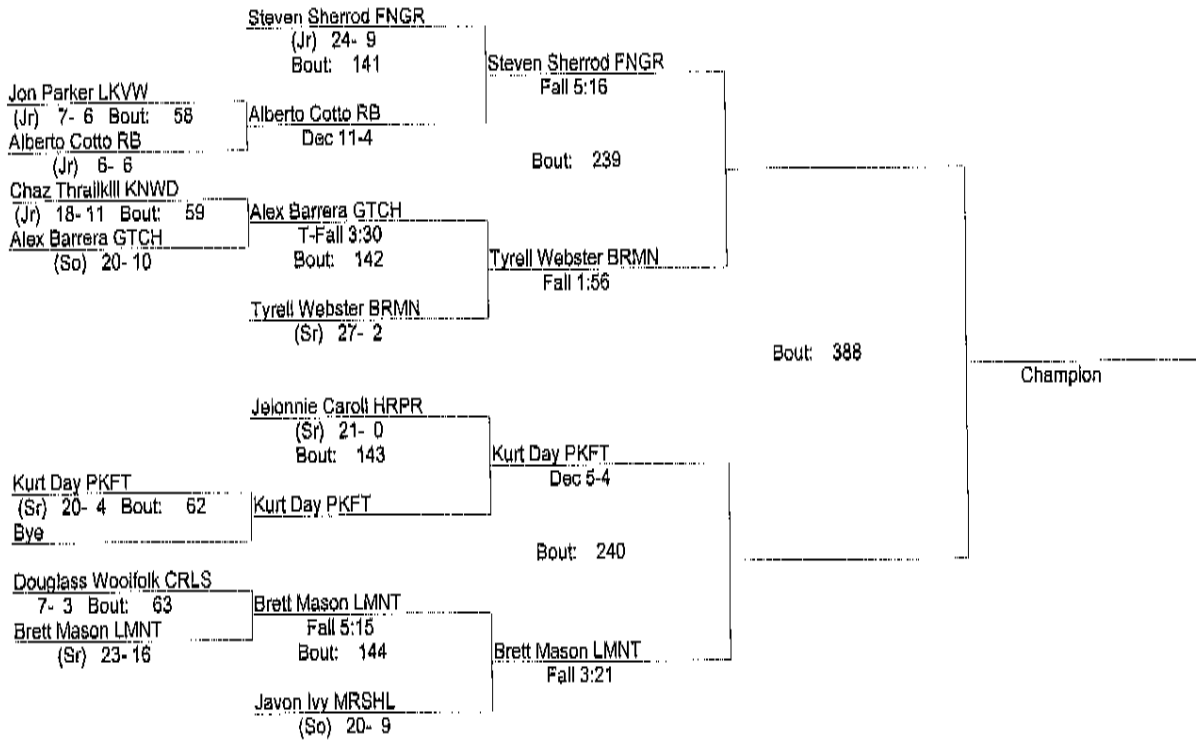 Steven Sherrod FNGR
(Jr) 24- 9
Bout: 141
Steven Sherrod FNGR
Fall 5:16
Jon Parker LKVW
(Jr) 7- 6 Bout: 58
Alberto Cotto RB
Dec 11-4
Alberto Cotto RB
(Jr) 6- 6
Bout: 239
Chaz Thrailkill KNWD
(Jr) 18- 11 Bout: 59
Alex Barrera GTCH
T-Fall 3:30
Bout: 142
Alex Barrera GTCH
(So) 20- 10
Tyrell Webster BRMN
Fall 1:56
Tyrell Webster BRMN
(Sr) 27- 2
Bout: 388
Champion
Jelonnie Caroll HRPR
(Sr) 21- 0
Bout: 143
Kurt Day PKFT
Dec 5-4
Kurt Day PKFT
(Sr) 20- 4 Bout: 62
Kurt Day PKFT
Bye
Bout: 240
Douglass Woolfolk CRLS
7- 3 Bout: 63
Brett Mason LMNT
Fall 5:15
Bout: 144
Brett Mason LMNT
(Sr) 23- 16
Brett Mason LMNT
Fall 3:21
Javon Ivy MRSHL
(So) 20- 9